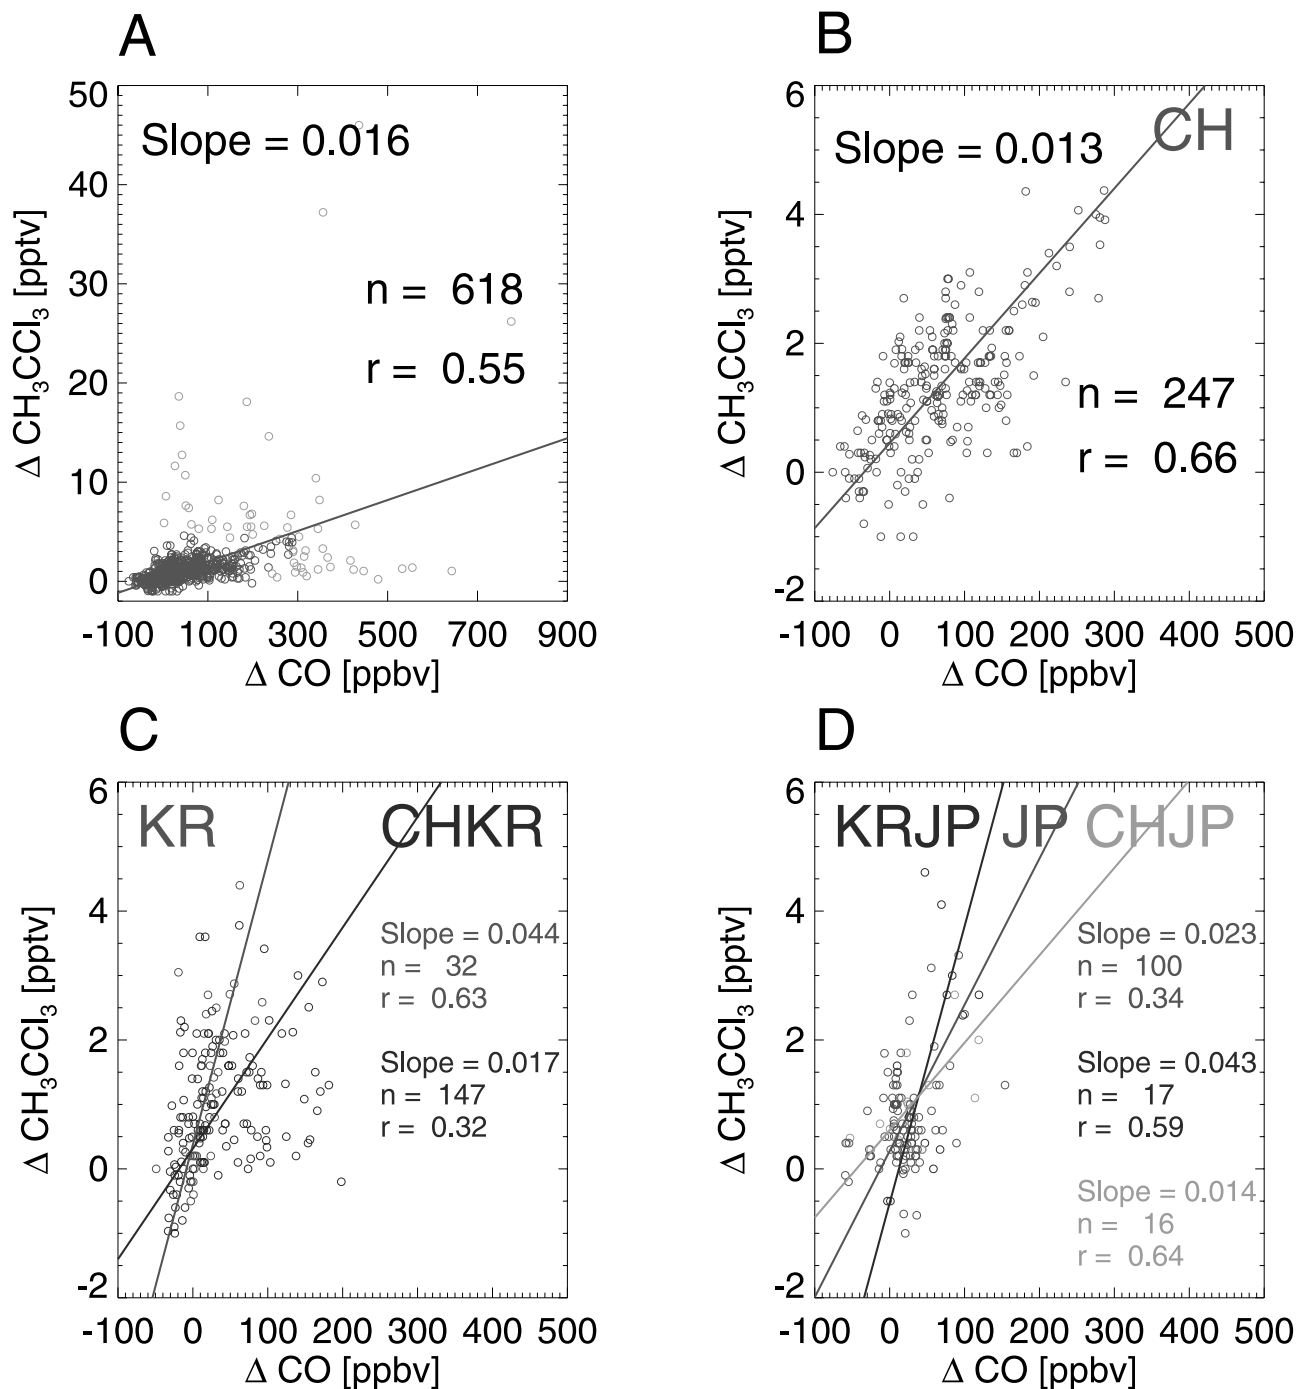 A
Δ CH3CCl3 [pptv]
50
40
30
20
10
0
Slope = 0.016
n = 618
r = 0.55
-100 100 300 500 700 900
Δ CO [ppbv]
B
Δ CH3CCl3 [pptv]
6
4
2
0
-2
Slope = 0.013
CH
n = 247
r = 0.66
-100 0 100 200 300 400 500
Δ CO [ppbv]
C
Δ CH3CCl3 [pptv]
6
4
2
0
-2
KR CHKR
Slope = 0.044
n = 32
r = 0.63
Slope = 0.017
n = 147
r = 0.32
-100 0 100 200 300 400 500
Δ CO [ppbv]
D
Δ CH3CCl3 [pptv]
6
4
2
0
-2
KRJP JP CHJP
Slope = 0.023
n = 100
r = 0.34
Slope = 0.043
n = 17
r = 0.59
Slope = 0.014
n = 16
r = 0.64
-100 0 100 200 300 400 500
Δ CO [ppbv]